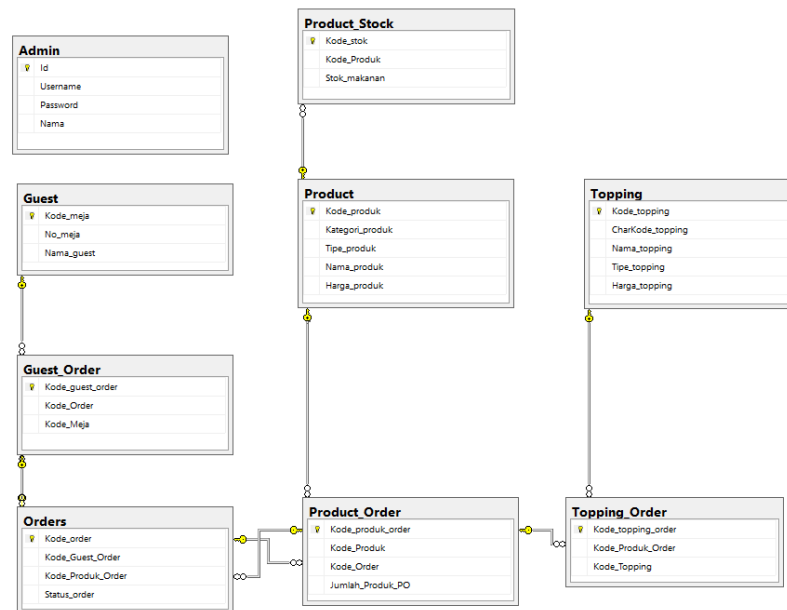 Admin
Id
Username
Password
Nama
Product_Stock
Kode_stok
Kode_Produk
Stok_makanan
Guest
Kode_meja
No_meja
Nama_guest
Product
Kode_produk
Kategori_produk
Tipe_produk
Nama_produk
Harga_produk
Topping
Kode_topping
CharKode_topping
Nama_topping
Tipe_topping
Harga_topping
Guest_Order
Kode_guest_order
Kode_Order
Kode_Meja
Orders
Kode_order
Kode_Guest_Order
Kode_Produk_Order
Status_order
Product_Order
Kode_produk_order
Kode_Produk
Kode_Order
Jumlah_Produk_PO
Topping_Order
Kode_topping_order
Kode_Produk_Order
Kode_Topping